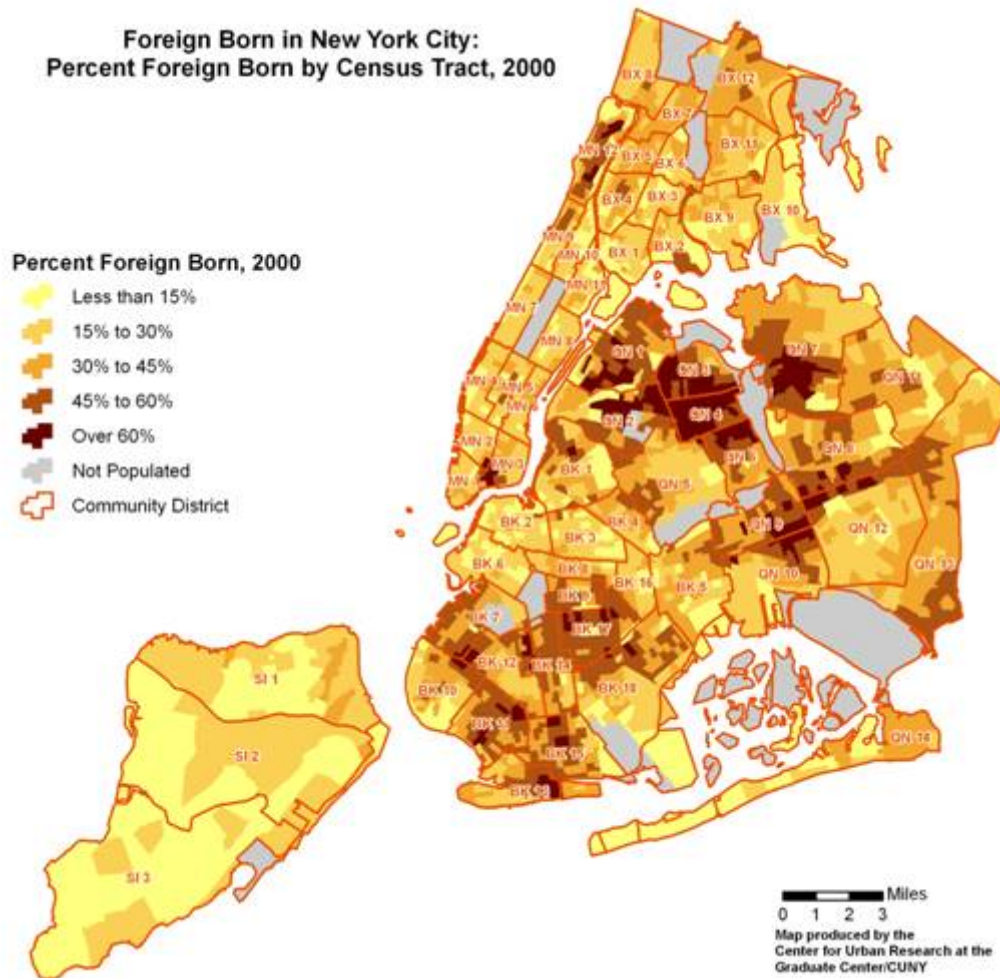 Foreign Born in New York City:
Percent Foreign Born by Census Tract, 2000
Percent Foreign Born, 2000
Less than 15%
15% to 30%
30% to 45%
45% to 60%
Over 60%
Not Populated
Community District
BX 8
BX 12
BX 7
MN 12
BX 5
BX 6
BX 11
BX 4
BX 3
BX 9
BX 10
MN 9
MN 10
BX 1
BX 2
MN 11
MN 7
MN 8
QN 1
QN 3
QN 7
QN 11
MN 4
MN 5
MN
QN 2
QN 4
MN 2
MN 3
BK 1
QN 8
QN 5
BK 2
BK 4
QN 9
QN 12
BK 3
BK 6
BK 8
BK 16
BK 5
QN 10
QN 13
BK 7
BK 17
BK 12
BK 14
BK 10
BK 18
BK 11
BK 15
QN 14
BK 13
SI 1
SI 2
SI 3
Miles
0 1 2 3
Map produced by the
Center for Urban Research at the
Graduate Center/CUNY